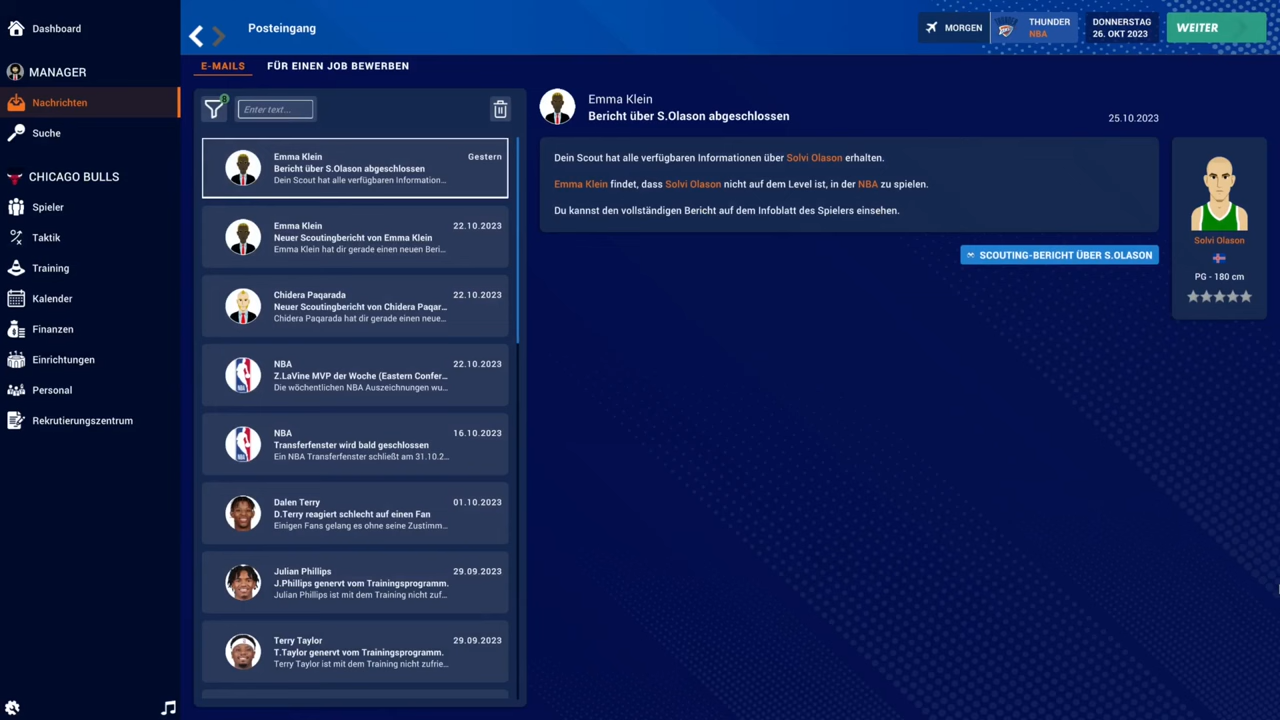 Dashboard
MANAGER
Nachrichten
Suche
CHICAGO BULLS
Spieler
Taktik
Training
Kalender
Finanzen
Einrichtungen
Personal
Rekrutierungszentrum
Posteingang
MORGEN
THUNDER
NBA
DONNERSTAG
26. OKT 2023
WEITER
E-MAILS
FÜR EINEN JOB BEWERBEN
Enter text...
Emma Klein
Gestern
Bericht über S.Olason abgeschlossen
Dein Scout hat alle verfügbaren Information...
Emma Klein
22.10.2023
Neuer Scoutingbericht von Emma Klein
Emma Klein hat dir gerade einen neuen Beri...
Chidera Paqarada
22.10.2023
Neuer Scoutingbericht von Chidera Paqar...
Chidera Paqarada hat dir gerade einen neue...
NBA
22.10.2023
Z.LaVine MVP der Woche (Eastern Confer...
Die wöchentlichen NBA Auszeichnungen wu...
NBA
16.10.2023
Transferfenster wird bald geschlossen
Ein NBA Transferfenster schließt am 31.10.2...
Dalen Terry
01.10.2023
D.Terry reagiert schlecht auf einen Fan
Einigen Fans gelang es ohne seine Zustimm...
Julian Phillips
29.09.2023
J.Phillips genervt vom Trainingsprogramm.
Julian Phillips ist mit dem Training nicht zuf...
Terry Taylor
29.09.2023
T.Taylor genervt vom Trainingsprogramm.
Terry Taylor ist mit dem Training nicht zufrie...
Emma Klein
Bericht über S.Olason abgeschlossen
25.10.2023
Dein Scout hat alle verfügbaren Informationen über Solvi Olason erhalten.
Emma Klein findet, dass Solvi Olason nicht auf dem Level ist, in der NBA zu spielen.
Du kannst den vollständigen Bericht auf dem Infoblatt des Spielers einsehen.
SCOUTING-BERICHT ÜBER S.OLASON
Solvi Olason
PG - 180 cm